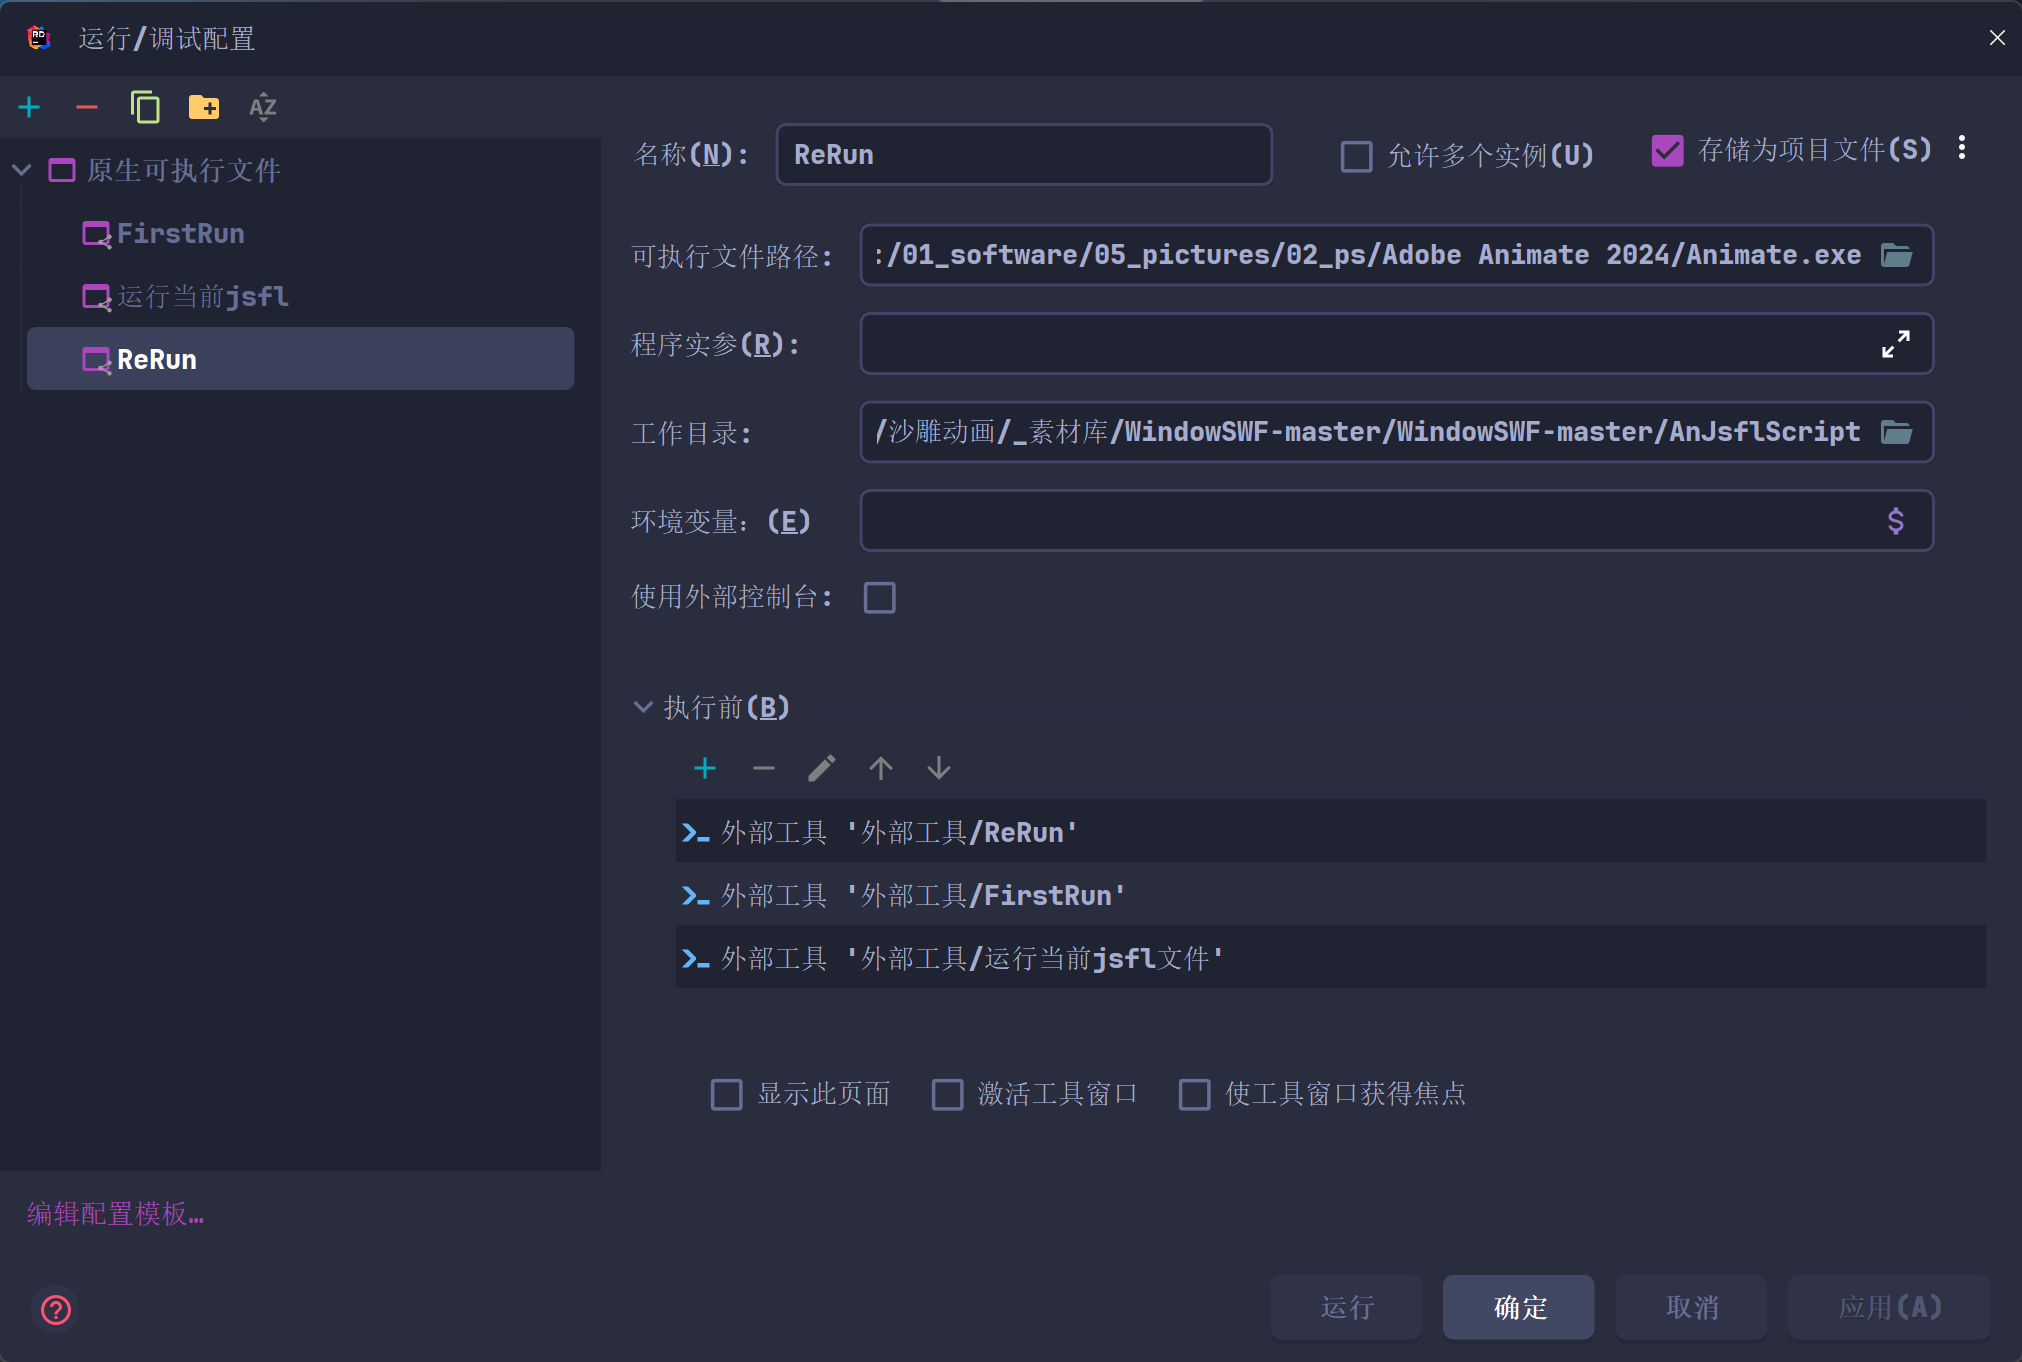 运行/调试配置
AZ
原生可执行文件
FirstRun
运行当前jsfl
ReRun
名称(N): ReRun
允许多个实例(U)
存储为项目文件(S)
可执行文件路径: :/01_software/05_pictures/02_ps/Adobe Animate 2024/Animate.exe
程序实参(R):
工作目录: /沙雕动画/_素材库/WindowSWF-master/WindowSWF-master/AnJsflScript
环境变量: (E)
$
使用外部控制台:
执行前(B)
外部工具 '外部工具/ReRun'
外部工具 '外部工具/FirstRun'
外部工具 '外部工具/运行当前jsfl文件'
显示此页面 激活工具窗口 使工具窗口获得焦点
编辑配置模板…
运行 确定 取消 应用(A)